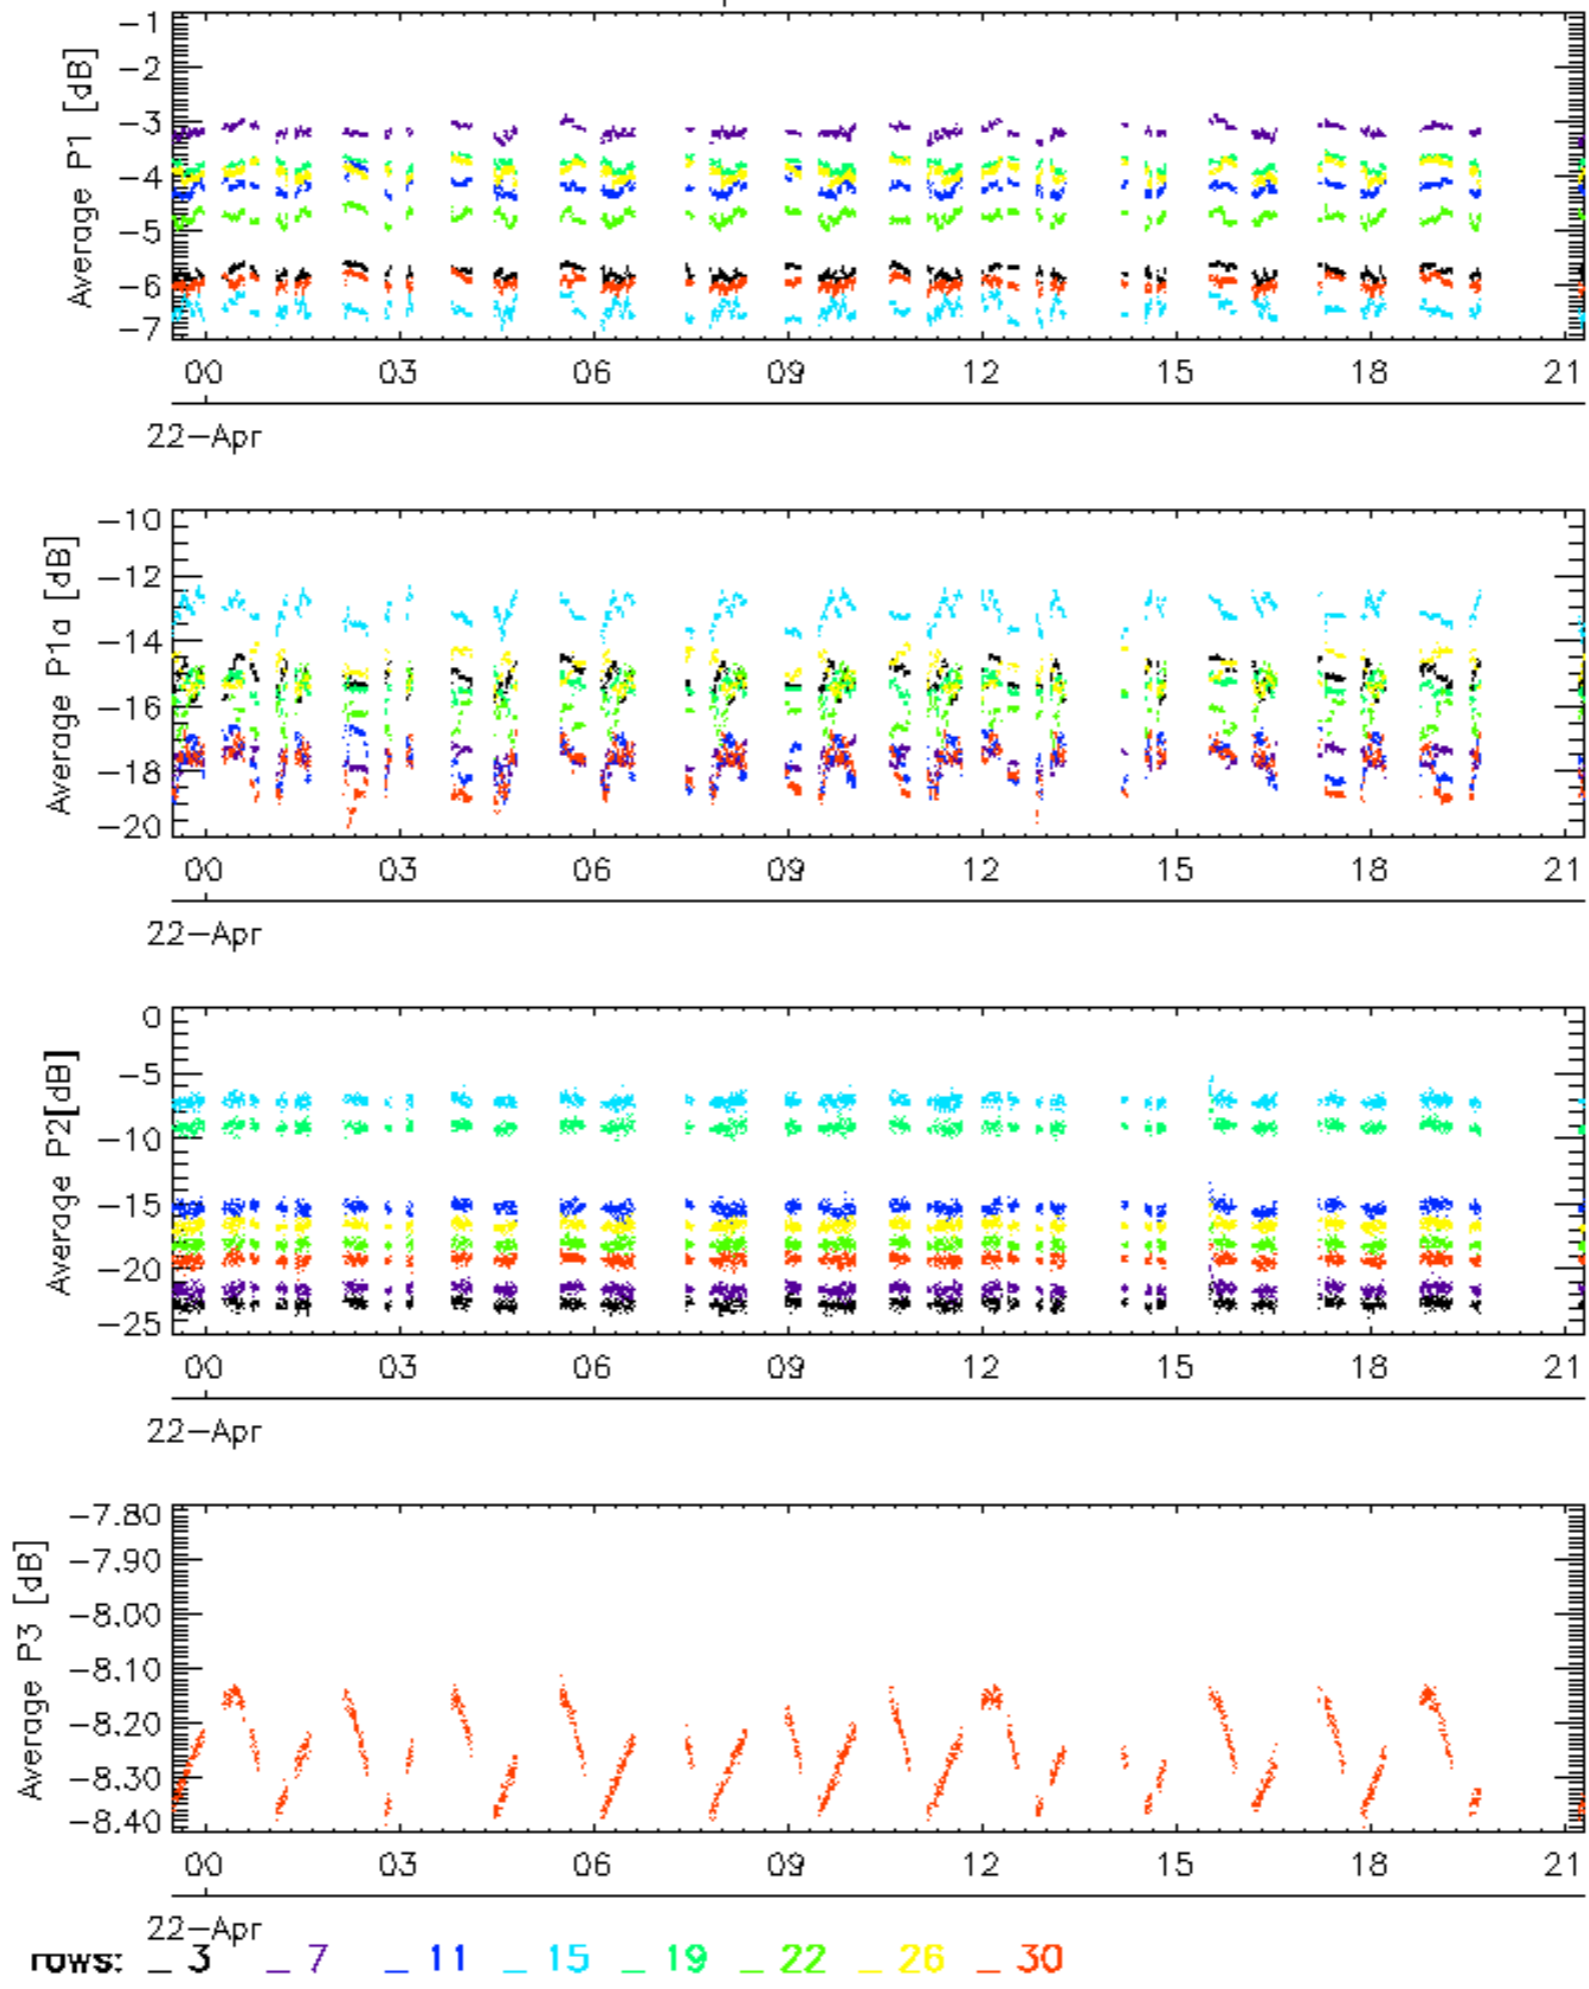 Average P1 [dB]
−1
−2
−3
−4
−5
−6
−7
00 03 06 09 12 15 18 21
22−Apr
Average P1a [dB]
−10
−12
−14
−16
−18
−20
00 03 06 09 12 15 18 21
22−Apr
Average P2[dB]
0
−5
−10
−15
−20
−25
00 03 06 09 12 15 18 21
22−Apr
Average P3 [dB]
−7.80
−7.90
−8.00
−8.10
−8.20
−8.30
−8.40
00 03 06 09 12 15 18 21
22−Apr
rows: _ 3 _ 7 _ 11 _ 15 _ 19 _ 22 _ 26 _ 30